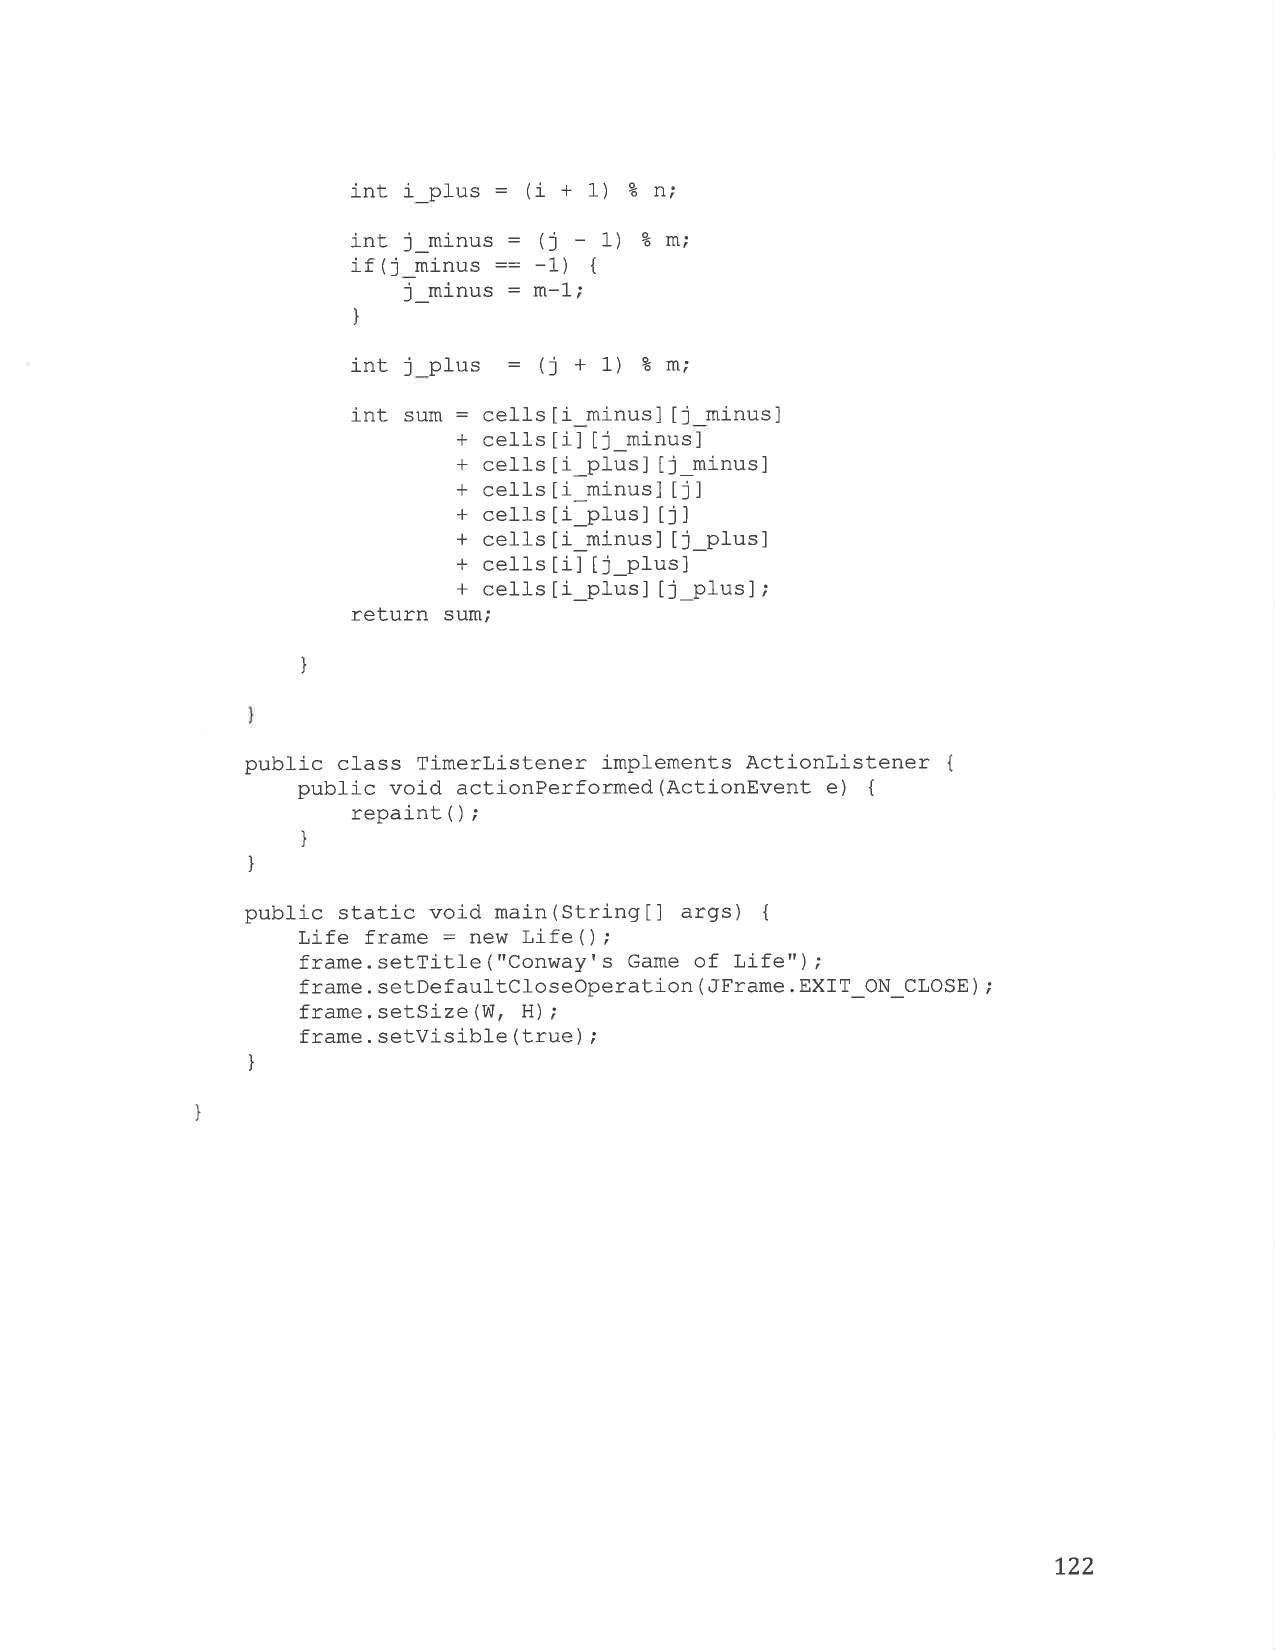 int i_plus = (i + 1) % n;
int j_minus = (j - 1) % m;
if(j_minus == -1) {
j_minus = m-1;
}
int j_plus  = (j + 1) % m;
int sum = cells[i_minus][j_minus]
+ cells[i][j_minus]
+ cells[i_plus][j_minus]
+ cells[i_minus][j]
+ cells[i_plus][j]
+ cells[i_minus][j_plus]
+ cells[i][j_plus]
+ cells[i_plus][j_plus];
return sum;
}
}
public class TimerListener implements ActionListener {
public void actionPerformed(ActionEvent e) {
repaint();
}
}
public static void main(String[] args) {
Life frame = new Life();
frame.setTitle("Conway's Game of Life");
frame.setDefaultCloseOperation(JFrame.EXIT_ON_CLOSE);
frame.setSize(W, H);
frame.setVisible(true);
}
}
122